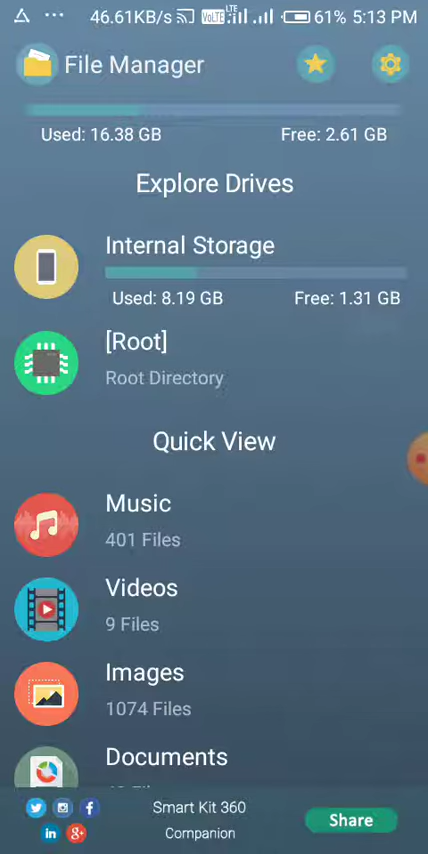 46.61KB/s VoLTE LTE 61% 5:13 PM
File Manager
Used: 16.38 GB Free: 2.61 GB
Explore Drives
Internal Storage
Used: 8.19 GB Free: 1.31 GB
[Root]
Root Directory
Quick View
Music
401 Files
Videos
9 Files
Images
1074 Files
Documents
Smart Kit 360
Companion
Share